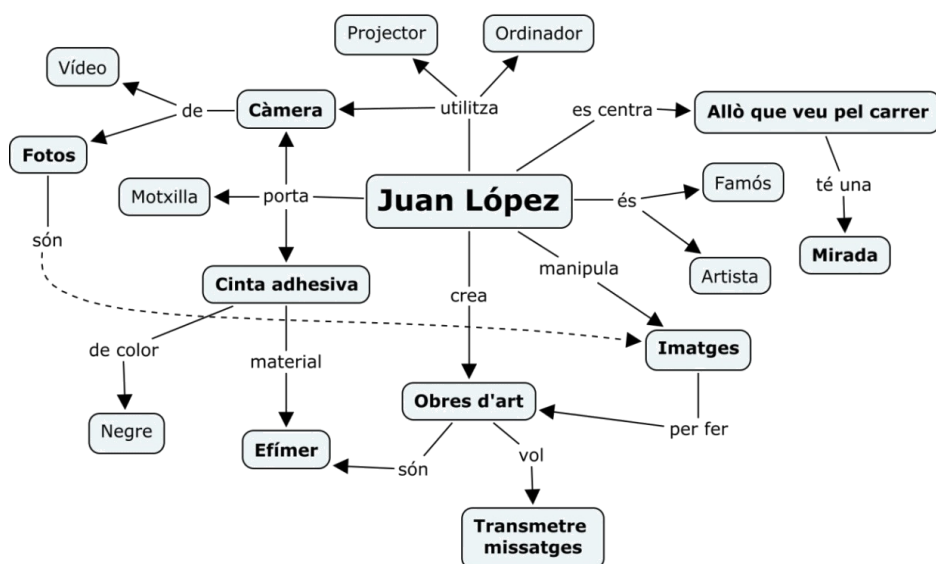 Projector
Ordinador
Vídeo
de
Càmera
utilitza
es centra
Allò que veu pel carrer
Fotos
Motxilla
porta
Juan López
és
Famós
té una
són
Cinta adhesiva
crea
manipula
Artista
Mirada
de color
material
Imatges
Negre
Efímer
Obres d'art
per fer
són
vol
Transmetre
missatges